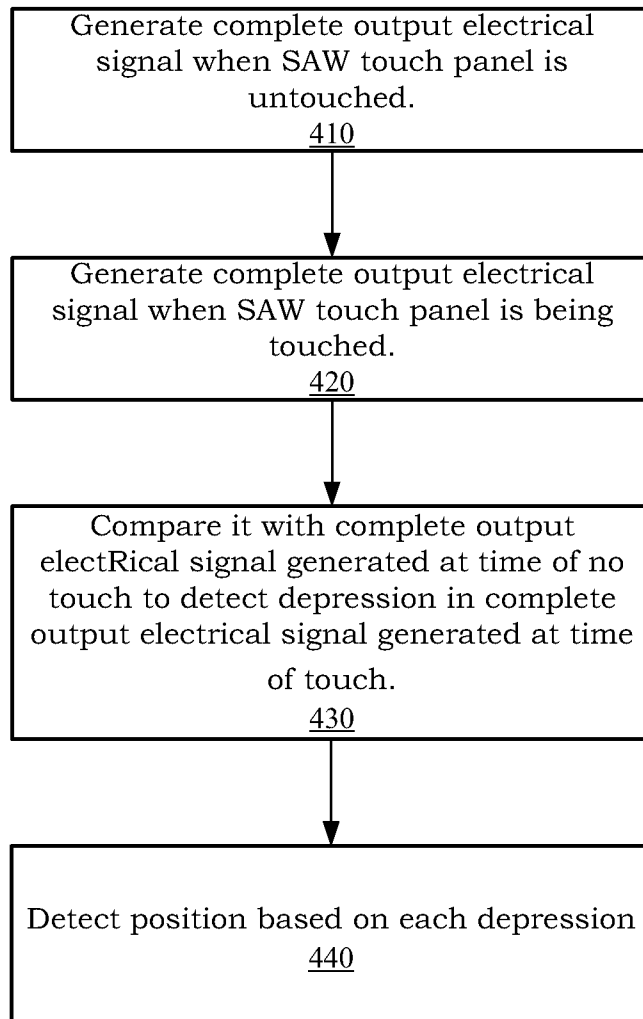 Generate complete output electrical
signal when SAW touch panel is
untouched.
410
Generate complete output electrical
signal when SAW touch panel is being
touched.
420
Compare it with complete output
electRical signal generated at time of no
touch to detect depression in complete
output electrical signal generated at time
of touch.
430
Detect position based on each depression
440